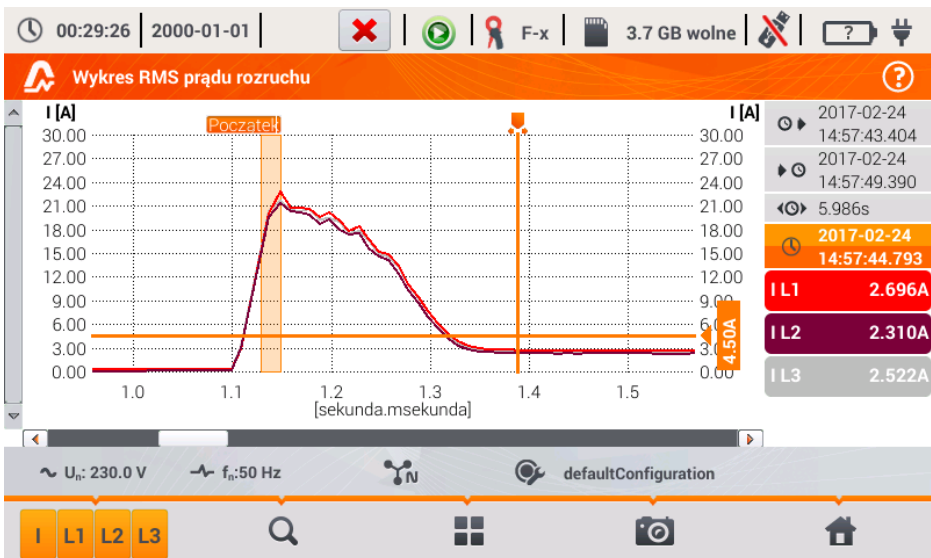 00:29:26 2000-01-01 F-x 3.7 GB wolne ?
Wykres RMS prądu rozruchu ?
I [A] I [A]
Początek
30.00 30.00
27.00 27.00
24.00 24.00
21.00 21.00
18.00 18.00
15.00 15.00
12.00 12.00
9.00 9.00
6.00 6.00
3.00 3.00
0.00 0.00
4.50A
1.0 1.1 1.2 1.3 1.4 1.5
[sekunda.msekunda]
2017-02-24
14:57:43.404
2017-02-24
14:57:49.390
5.986s
2017-02-24
14:57:44.793
I L1 2.696A
I L2 2.310A
I L3 2.522A
Uₙ: 230.0 V fₙ:50 Hz N defaultConfiguration
I L1 L2 L3